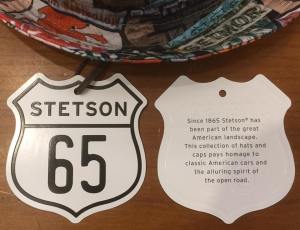 STETSON
65
Since 1865 Stetson® has
been part of the great
American landscape.
This collection of hats and
caps pays homage to
classic American cars and
the alluring spirit of
the open road.